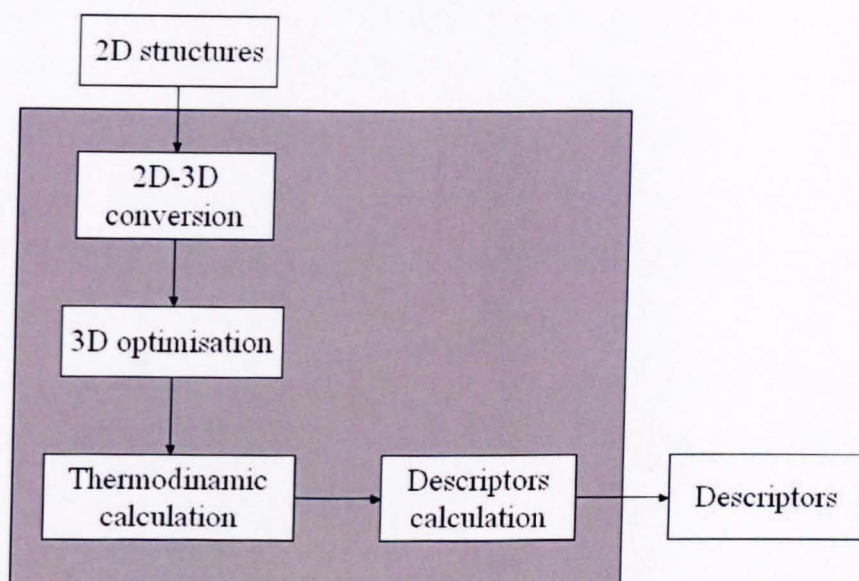 2D structures
2D-3D
conversion
3D optimisation
Thermodinamic
calculation
Descriptors
calculation
Descriptors